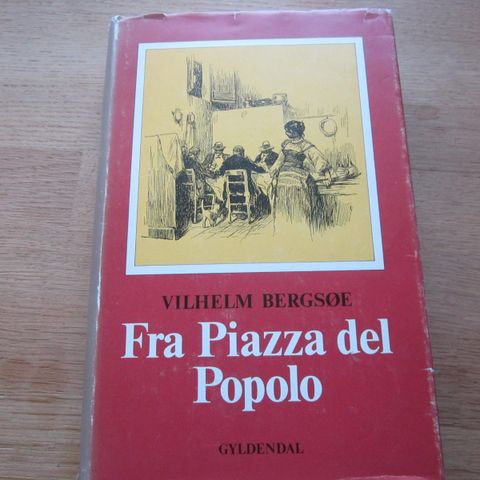 VILHELM BERGSØE
Fra Piazza del
Popolo
GYLDENDAL